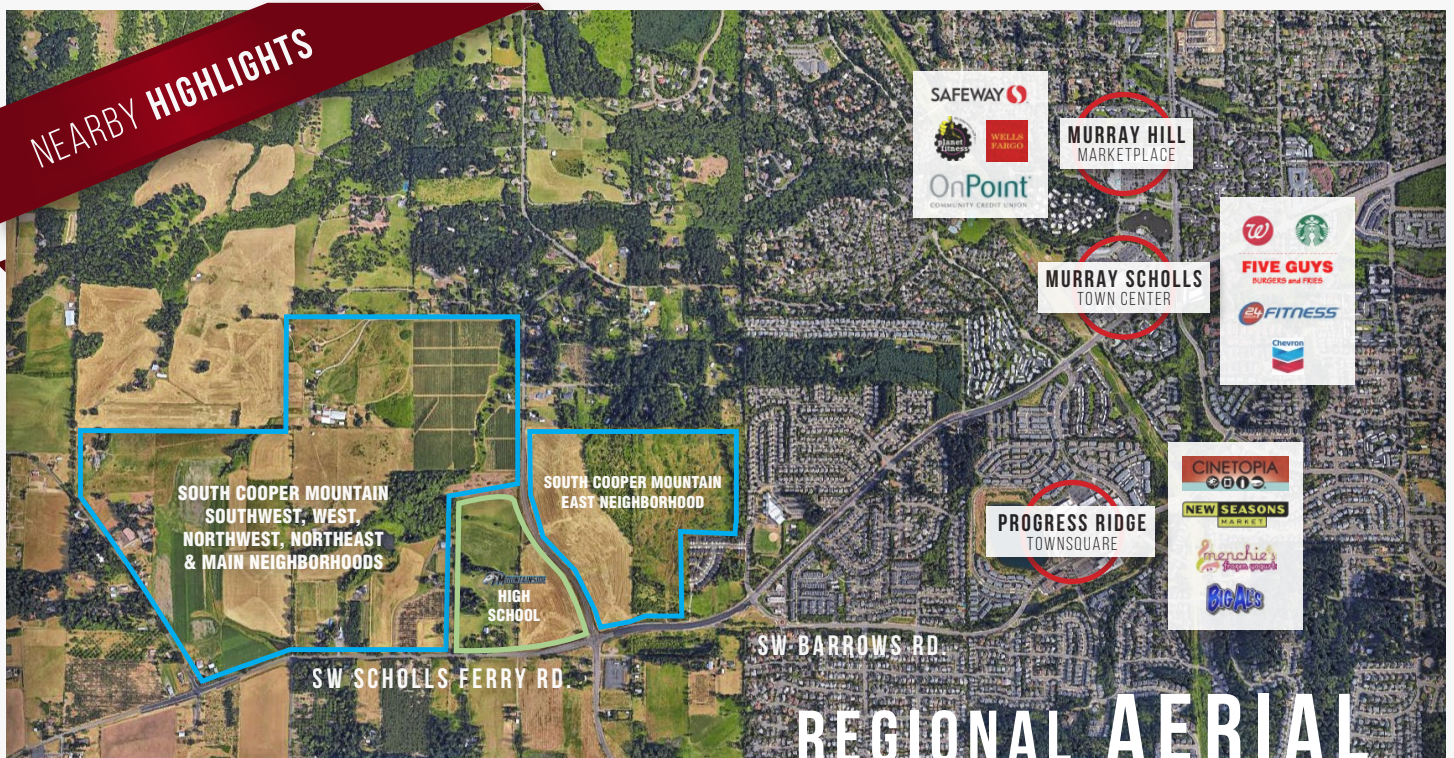 NEARBY HIGHLIGHTS
SAFEWAY
planet
fitness
WELLS
FARGO
OnPoint
COMMUNITY CREDIT UNION
MURRAY HILL
MARKETPLACE
MURRAY SCHOLLS
TOWN CENTER
W
FIVE GUYS
BURGERS and FRIES
24 FITNESS
Chevron
SOUTH COOPER MOUNTAIN
SOUTHWEST, WEST,
NORTHWEST, NORTHEAST
& MAIN NEIGHBORHOODS
SOUTH COOPER MOUNTAIN
EAST NEIGHBORHOOD
MOUNTAINSIDE
HIGH
SCHOOL
PROGRESS RIDGE
TOWNSQUARE
CINETOPIA
NEW SEASONS
MARKET
menchie's
frozen yogurt
BIG AL'S
SW BARROWS RD.
SW SCHOLLS FERRY RD.
REGIONAL AERIAL